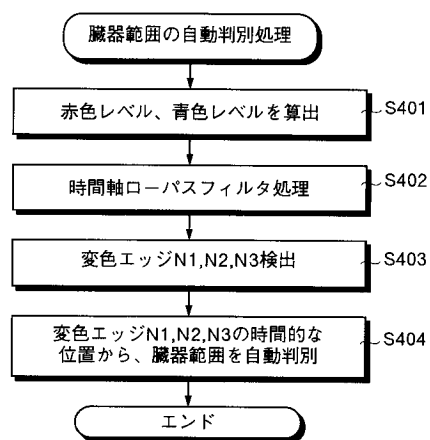 臓器範囲の自動判別処理
赤色レベル、青色レベルを算出
S401
時間軸ローパスフィルタ処理
S402
変色エッジN1,N2,N3検出
S403
変色エッジN1,N2,N3の時間的な
位置から、臓器範囲を自動判別
S404
エンド